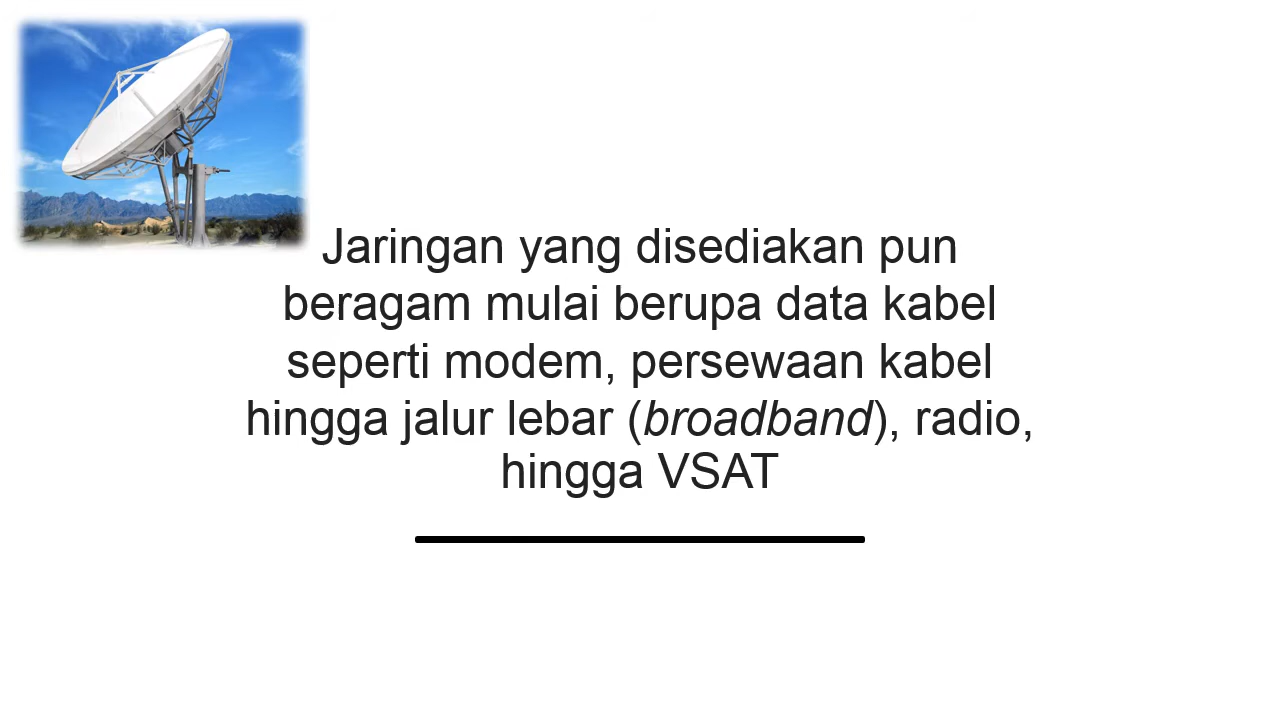 Jaringan yang disediakan pun
beragam mulai berupa data kabel
seperti modem, persewaan kabel
hingga jalur lebar (broadband), radio,
hingga VSAT